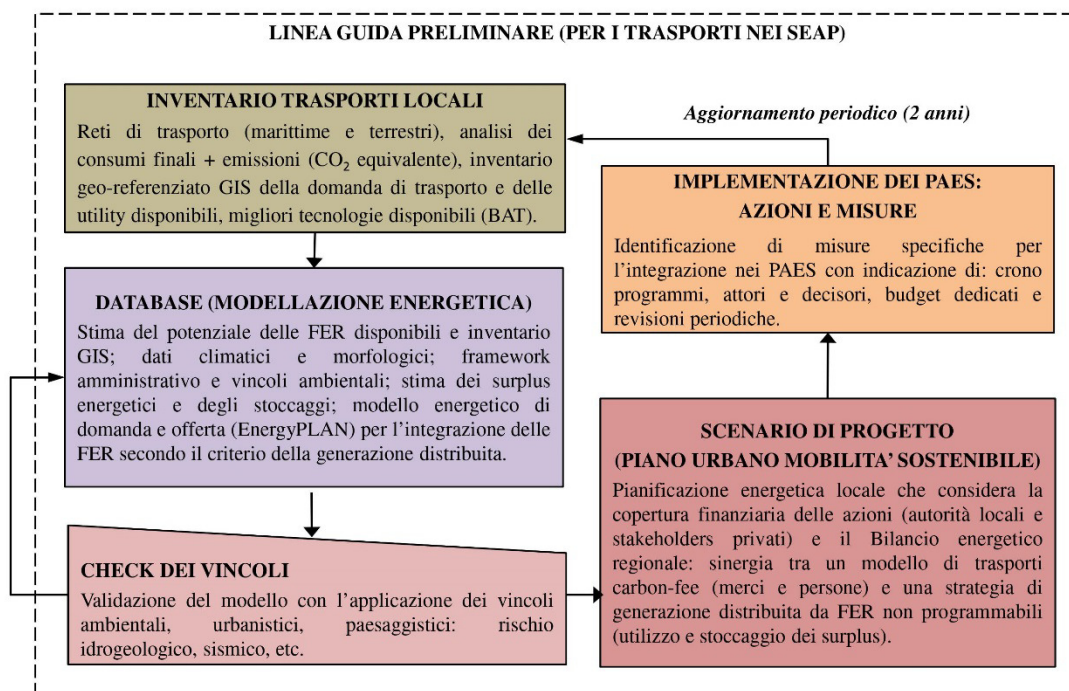 LINEA GUIDA PRELIMINARE (PER I TRASPORTI NEI SEAP)
INVENTARIO TRASPORTI LOCALI
Reti di trasporto (marittime e terrestri), analisi dei
consumi finali + emissioni (CO₂ equivalente), inventario
geo-referenziato GIS della domanda di trasporto e delle
utility disponibili, migliori tecnologie disponibili (BAT).
DATABASE (MODELLAZIONE ENERGETICA)
Stima del potenziale delle FER disponibili e inventario
GIS; dati climatici e morfologici; framework
amministrativo e vincoli ambientali; stima dei surplus
energetici e degli stoccaggi; modello energetico di
domanda e offerta (EnergyPLAN) per l'integrazione delle
FER secondo il criterio della generazione distribuita.
CHECK DEI VINCOLI
Validazione del modello con l'applicazione dei vincoli
ambientali, urbanistici, paesaggistici: rischio
idrogeologico, sismico, etc.
Aggiornamento periodico (2 anni)
IMPLEMENTAZIONE DEI PAES:
AZIONI E MISURE
Identificazione di misure specifiche per
l'integrazione nei PAES con indicazione di: crono
programmi, attori e decisori, budget dedicati e
revisioni periodiche.
SCENARIO DI PROGETTO
(PIANO URBANO MOBILITA' SOSTENIBILE)
Pianificazione energetica locale che considera la
copertura finanziaria delle azioni (autorità locali e
stakeholders privati) e il Bilancio energetico
regionale: sinergia tra un modello di trasporti
carbon-fee (merci e persone) e una strategia di
generazione distribuita da FER non programmabili
(utilizzo e stoccaggio dei surplus).